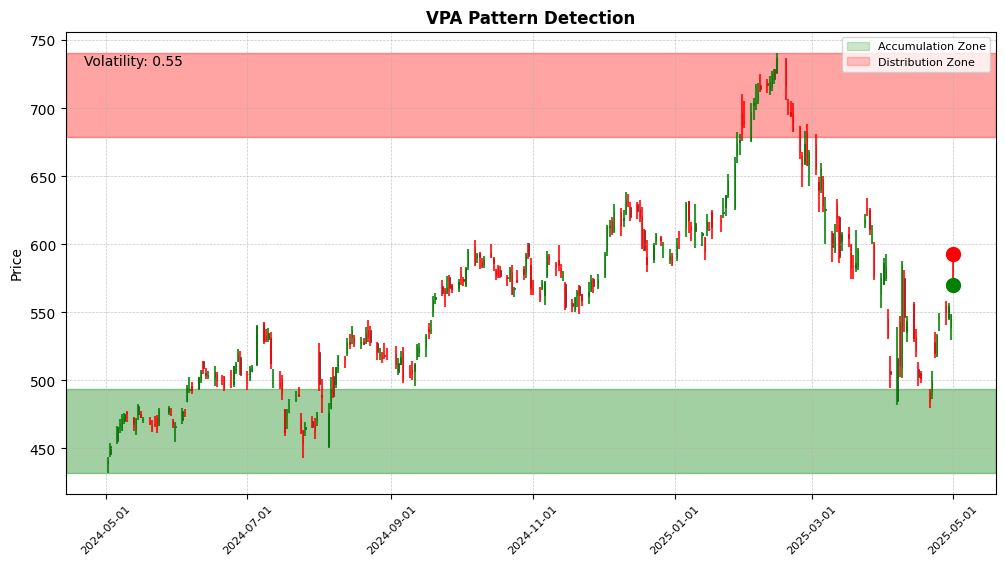 VPA Pattern Detection
Volatility: 0.55
Accumulation Zone
Distribution Zone
Price
750
700
650
600
550
500
450
2024-05-01
2024-07-01
2024-09-01
2024-11-01
2025-01-01
2025-03-01
2025-05-01